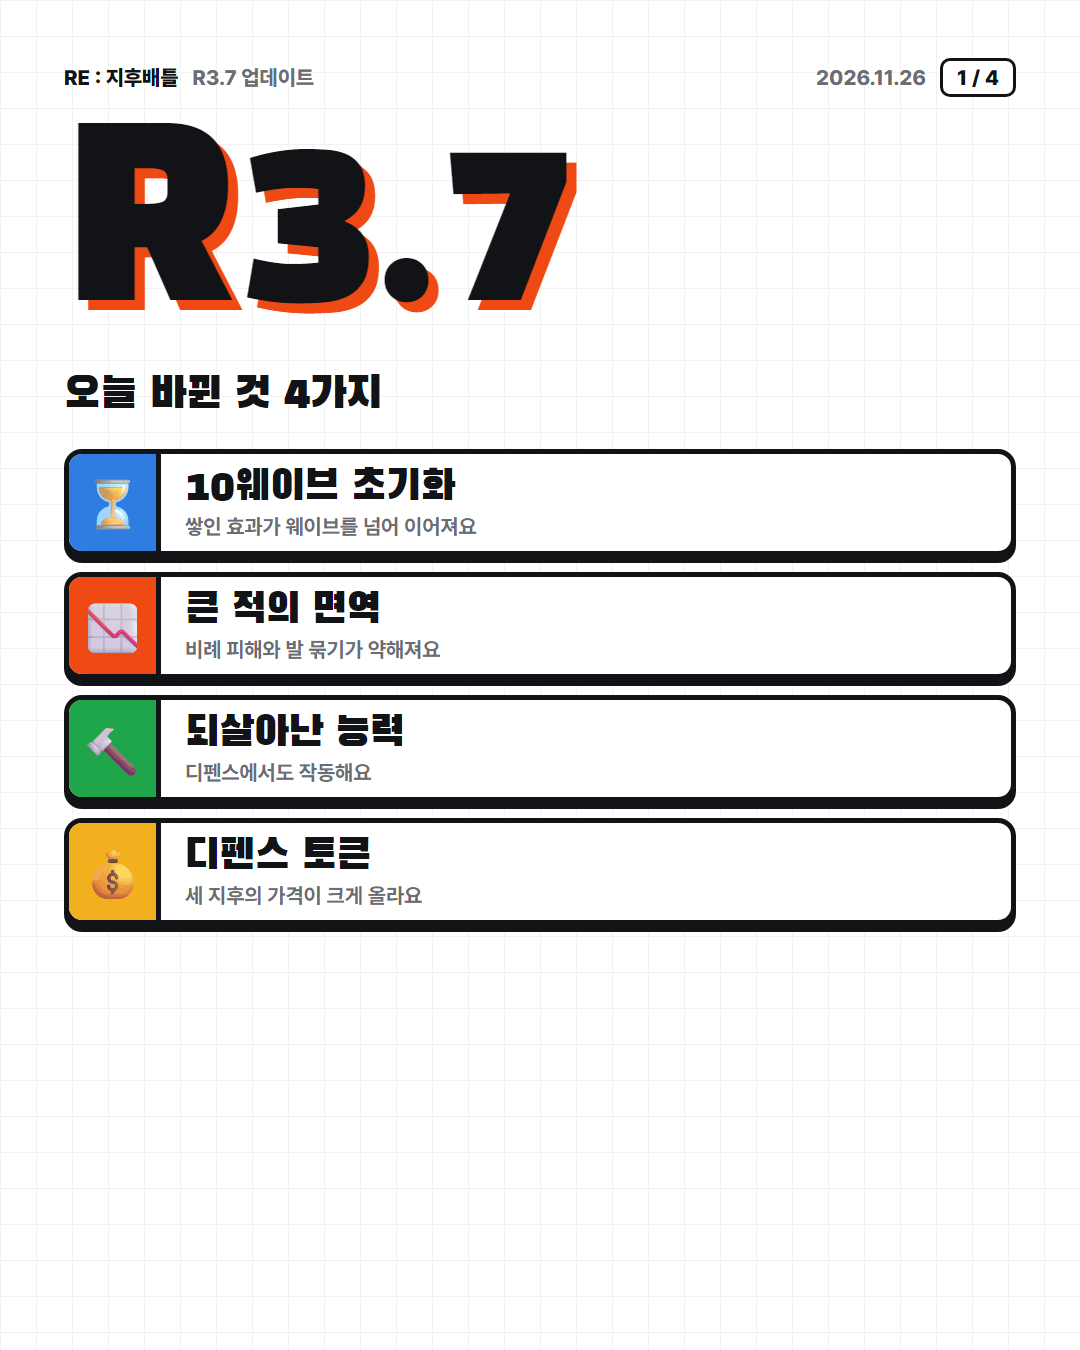 RE : 지후배틀 R3.7 업데이트
2026.11.26 1 / 4
R3.7
오늘 바뀐 것 4가지
10웨이브 초기화
쌓인 효과가 웨이브를 넘어 이어져요
큰 적의 면역
비례 피해와 발 묶기가 약해져요
되살아난 능력
디펜스에서도 작동해요
디펜스 토큰
세 지후의 가격이 크게 올라요